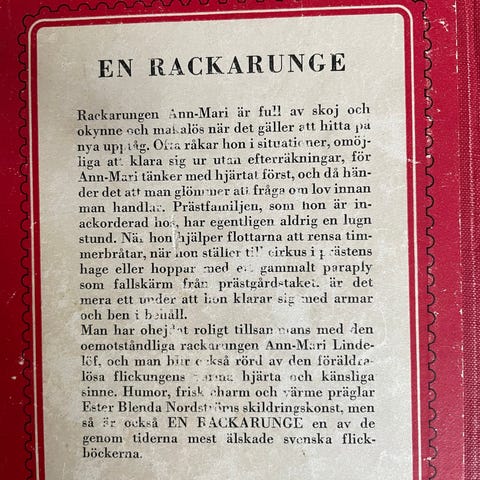 EN RACKARUNGE
Rackarungen Ann-Mari är full av skoj och
okynne och makalös när det gäller att hitta på
nya upptåg. Ofta råkar hon i situationer, omöj-
liga att klara sig ur utan efterräkningar, för
Ann-Mari tänker med hjärtat först, och då hän-
der det att man glömmer att fråga om lov innan
man handlar. Prästfamiljen, som hon är in-
ackorderad hos, har egentligen aldrig en lugn
stund. När hon hjälper flottarna att rensa tim-
merbråtar, när hon ställer till cirkus i prästens
hage eller hoppar med ett gammalt paraply
som fallskärm från prästgårdstaket, är det
mera ett under att hon klarar sig med armar
och ben i behåll.
Man har ohejdat roligt tillsammans med den
oemotståndliga rackarungen Ann-Mari Linde-
löf, och man blir också rörd av den föräldra-
lösa flickungens varma hjärta och känsliga
sinne. Humor, frisk charm och värme präglar
Ester Blenda Nordströms skildringskonst, men
så är också EN RACKARUNGE en av de
genom tiderna mest älskade svenska flick-
böckerna.